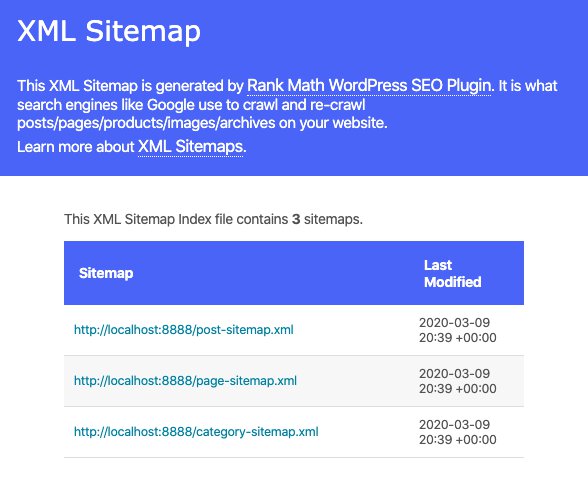 XML Sitemap
This XML Sitemap is generated by Rank Math WordPress SEO Plugin. It is what
search engines like Google use to crawl and re-crawl
posts/pages/products/images/archives on your website.
Learn more about XML Sitemaps.
This XML Sitemap Index file contains 3 sitemaps.
Sitemap
Last
Modified
http://localhost:8888/post-sitemap.xml
2020-03-09
20:39 +00:00
http://localhost:8888/page-sitemap.xml
2020-03-09
20:39 +00:00
http://localhost:8888/category-sitemap.xml
2020-03-09
20:39 +00:00